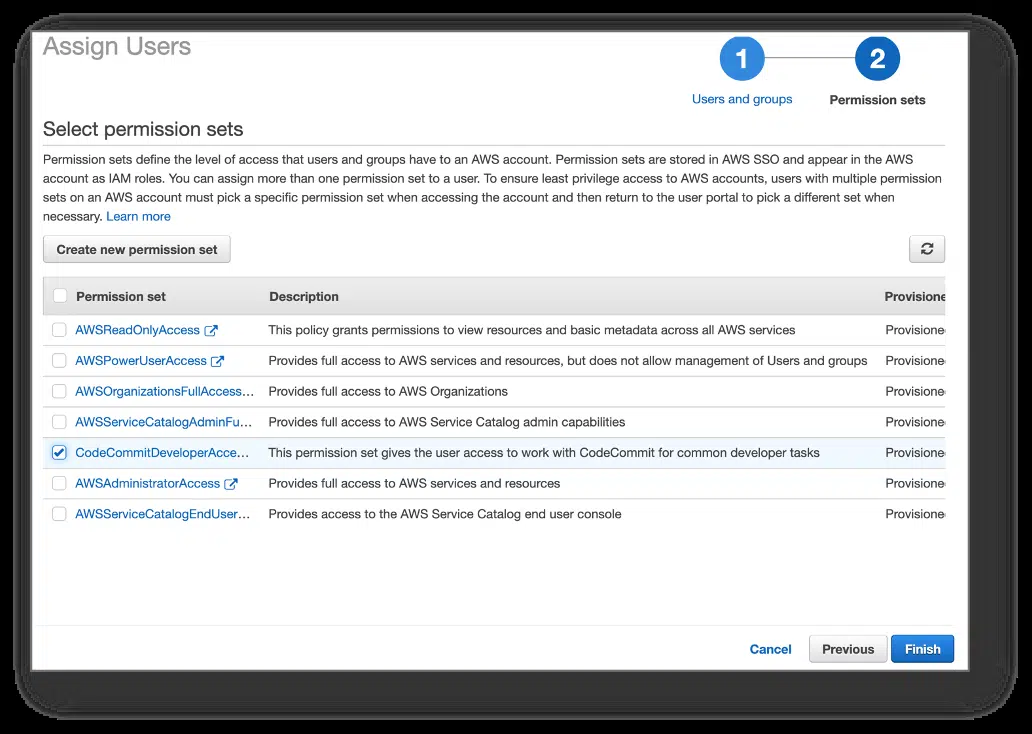 Assign Users
1
2
Users and groups
Permission sets
Select permission sets
Permission sets define the level of access that users and groups have to an AWS account. Permission sets are stored in AWS SSO and appear in the AWS
account as IAM roles. You can assign more than one permission set to a user. To ensure least privilege access to AWS accounts, users with multiple permission
sets on an AWS account must pick a specific permission set when accessing the account and then return to the user portal to pick a different set when
necessary. Learn more
Create new permission set
Permission set Description Provisione
AWSReadOnlyAccess This policy grants permissions to view resources and basic metadata across all AWS services Provisione
AWSPowerUserAccess Provides full access to AWS services and resources, but does not allow management of Users and groups Provisione
AWSOrganizationsFullAccess... Provides full access to AWS Organizations Provisione
AWSServiceCatalogAdminFu... Provides full access to AWS Service Catalog admin capabilities Provisione
CodeCommitDeveloperAcce... This permission set gives the user access to work with CodeCommit for common developer tasks Provisione
AWSAdministratorAccess Provides full access to AWS services and resources Provisione
AWSServiceCatalogEndUser... Provides access to the AWS Service Catalog end user console Provisione
Cancel Previous Finish